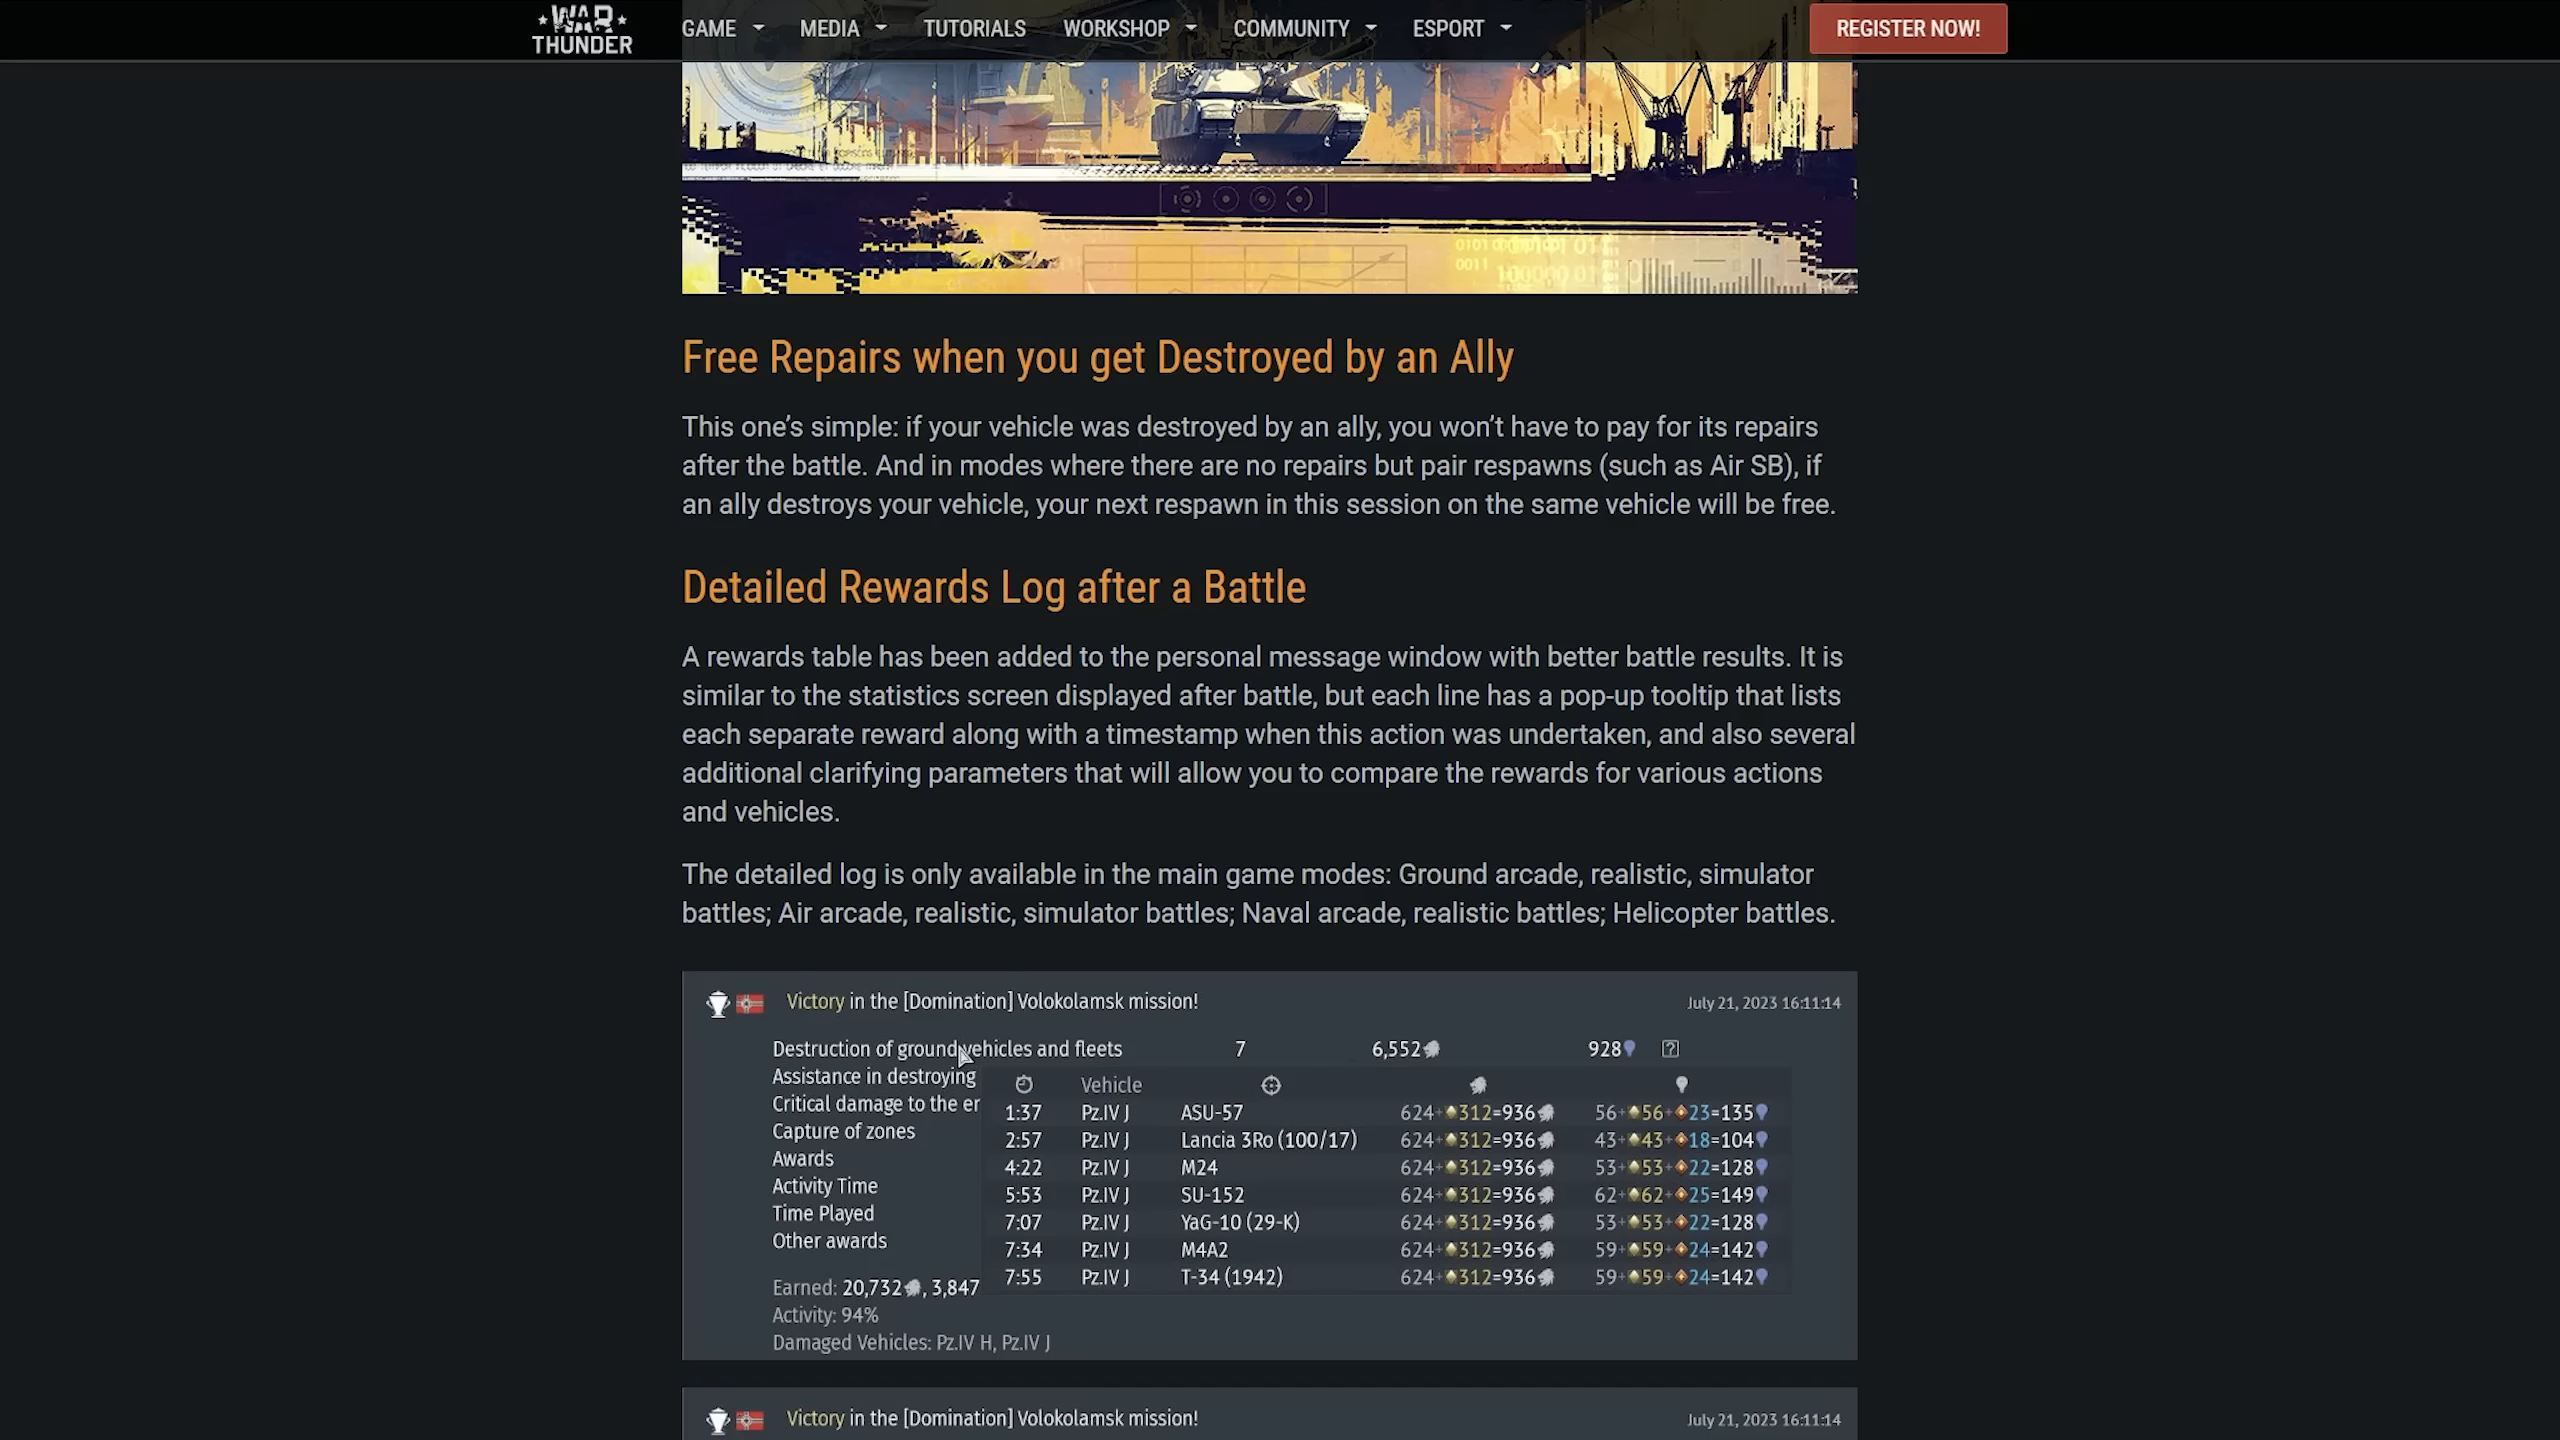 WAR THUNDER
GAME MEDIA TUTORIALS WORKSHOP COMMUNITY ESPORT REGISTER NOW!
Free Repairs when you get Destroyed by an Ally
This one’s simple: if your vehicle was destroyed by an ally, you won’t have to pay for its repairs
after the battle. And in modes where there are no repairs but pair respawns (such as Air SB), if
an ally destroys your vehicle, your next respawn in this session on the same vehicle will be free.
Detailed Rewards Log after a Battle
A rewards table has been added to the personal message window with better battle results. It is
similar to the statistics screen displayed after battle, but each line has a pop-up tooltip that lists
each separate reward along with a timestamp when this action was undertaken, and also several
additional clarifying parameters that will allow you to compare the rewards for various actions
and vehicles.
The detailed log is only available in the main game modes: Ground arcade, realistic, simulator
battles; Air arcade, realistic, simulator battles; Naval arcade, realistic battles; Helicopter battles.
Victory in the [Domination] Volokolamsk mission! July 21, 2023 16:11:14
Destruction of ground vehicles and fleets 7 6,552 928 [?]
Assistance in destroying
Vehicle
Critical damage to the er
1:37 Pz.IV J ASU-57 624+312=936 56+56+23=135
Capture of zones
2:57 Pz.IV J Lancia 3Ro (100/17) 624+312=936 43+43+18=104
Awards
4:22 Pz.IV J M24 624+312=936 53+53+22=128
Activity Time
5:53 Pz.IV J SU-152 624+312=936 62+62+25=149
Time Played
7:07 Pz.IV J YaG-10 (29-K) 624+312=936 53+53+22=128
Other awards
7:34 Pz.IV J M4A2 624+312=936 59+59+24=142
7:55 Pz.IV J T-34 (1942) 624+312=936 59+59+24=142
Earned: 20,732, 3,847
Activity: 94%
Damaged Vehicles: Pz.IV H, Pz.IV J
Victory in the [Domination] Volokolamsk mission! July 21, 2023 16:11:14